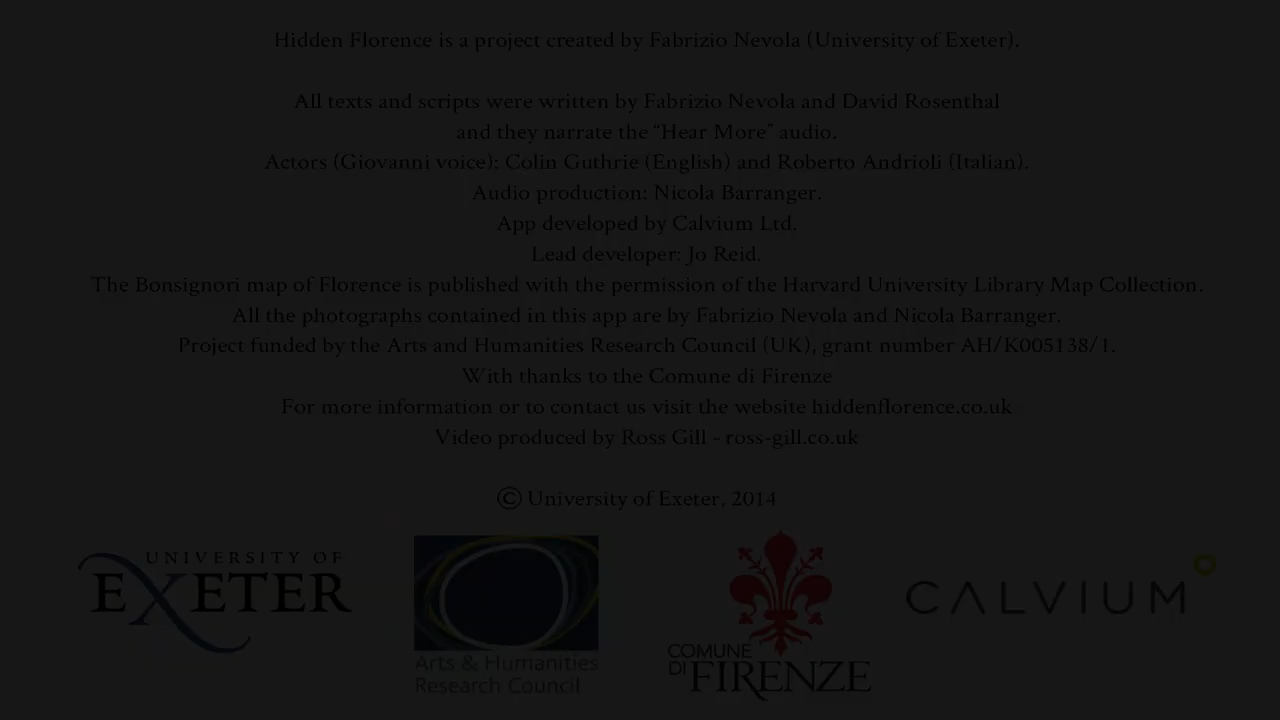 Hidden Florence is a project created by Fabrizio Nevola (University of Exeter).
All texts and scripts were written by Fabrizio Nevola and David Rosenthal
and they narrate the “Hear More” audio.
Actors (Giovanni voice): Colin Guthrie (English) and Roberto Andrioli (Italian).
Audio production: Nicola Barranger.
App developed by Calvium Ltd.
Lead developer: Jo Reid.
The Bonsignori map of Florence is published with the permission of the Harvard University Library Map Collection.
All the photographs contained in this app are by Fabrizio Nevola and Nicola Barranger.
Project funded by the Arts and Humanities Research Council (UK), grant number AH/K005138/1.
With thanks to the Comune di Firenze
For more information or to contact us visit the website hiddenflorence.co.uk
Video produced by Ross Gill - ross-gill.co.uk
© University of Exeter, 2014
UNIVERSITY OF
EXETER
Arts & Humanities
Research Council
COMUNE
DI FIRENZE
CALVIUM